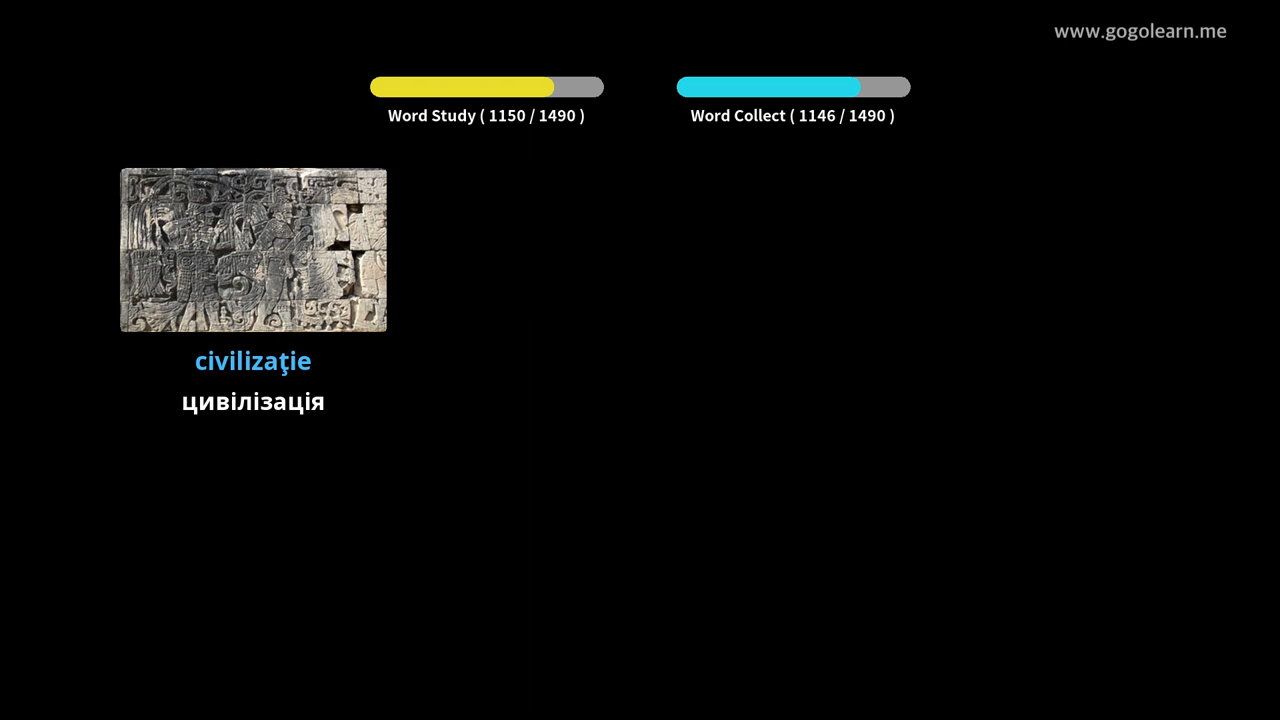 www.gogolearn.me
Word Study ( 1150 / 1490 )
Word Collect ( 1146 / 1490 )
civilizaţie
цивілізація